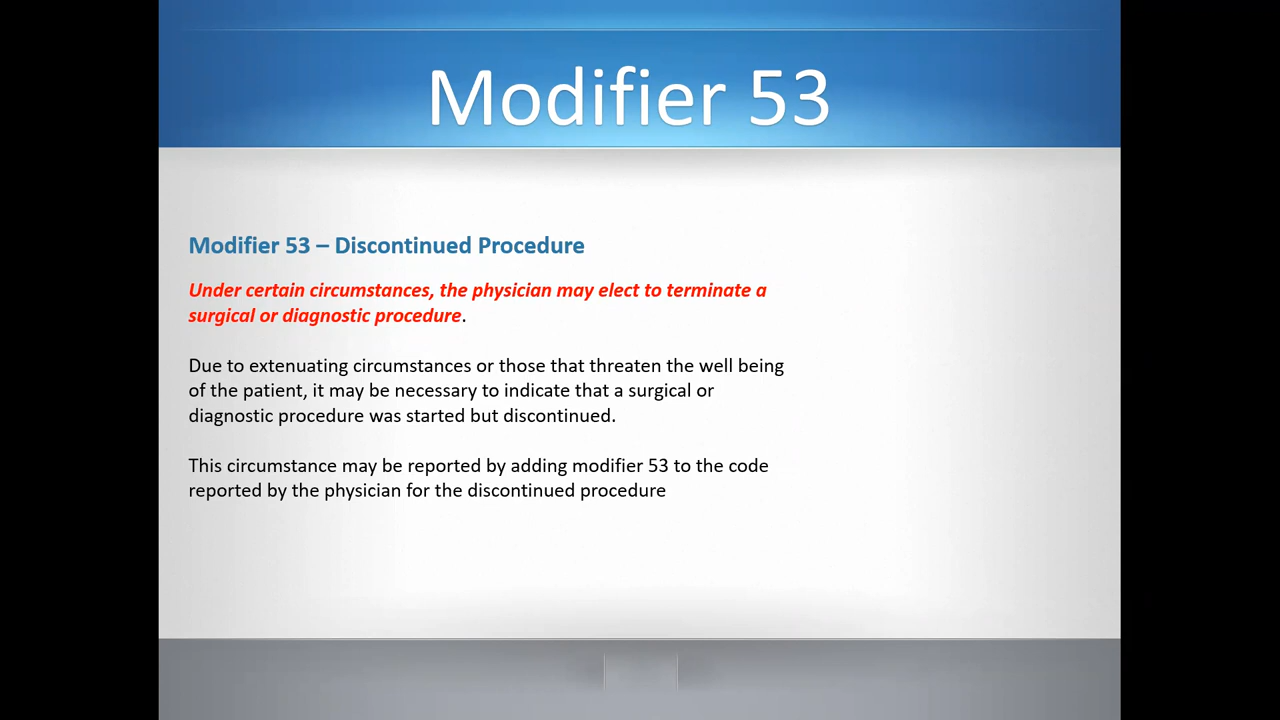 Modifier 53
Modifier 53 – Discontinued Procedure
Under certain circumstances, the physician may elect to terminate a
surgical or diagnostic procedure.
Due to extenuating circumstances or those that threaten the well being
of the patient, it may be necessary to indicate that a surgical or
diagnostic procedure was started but discontinued.
This circumstance may be reported by adding modifier 53 to the code
reported by the physician for the discontinued procedure